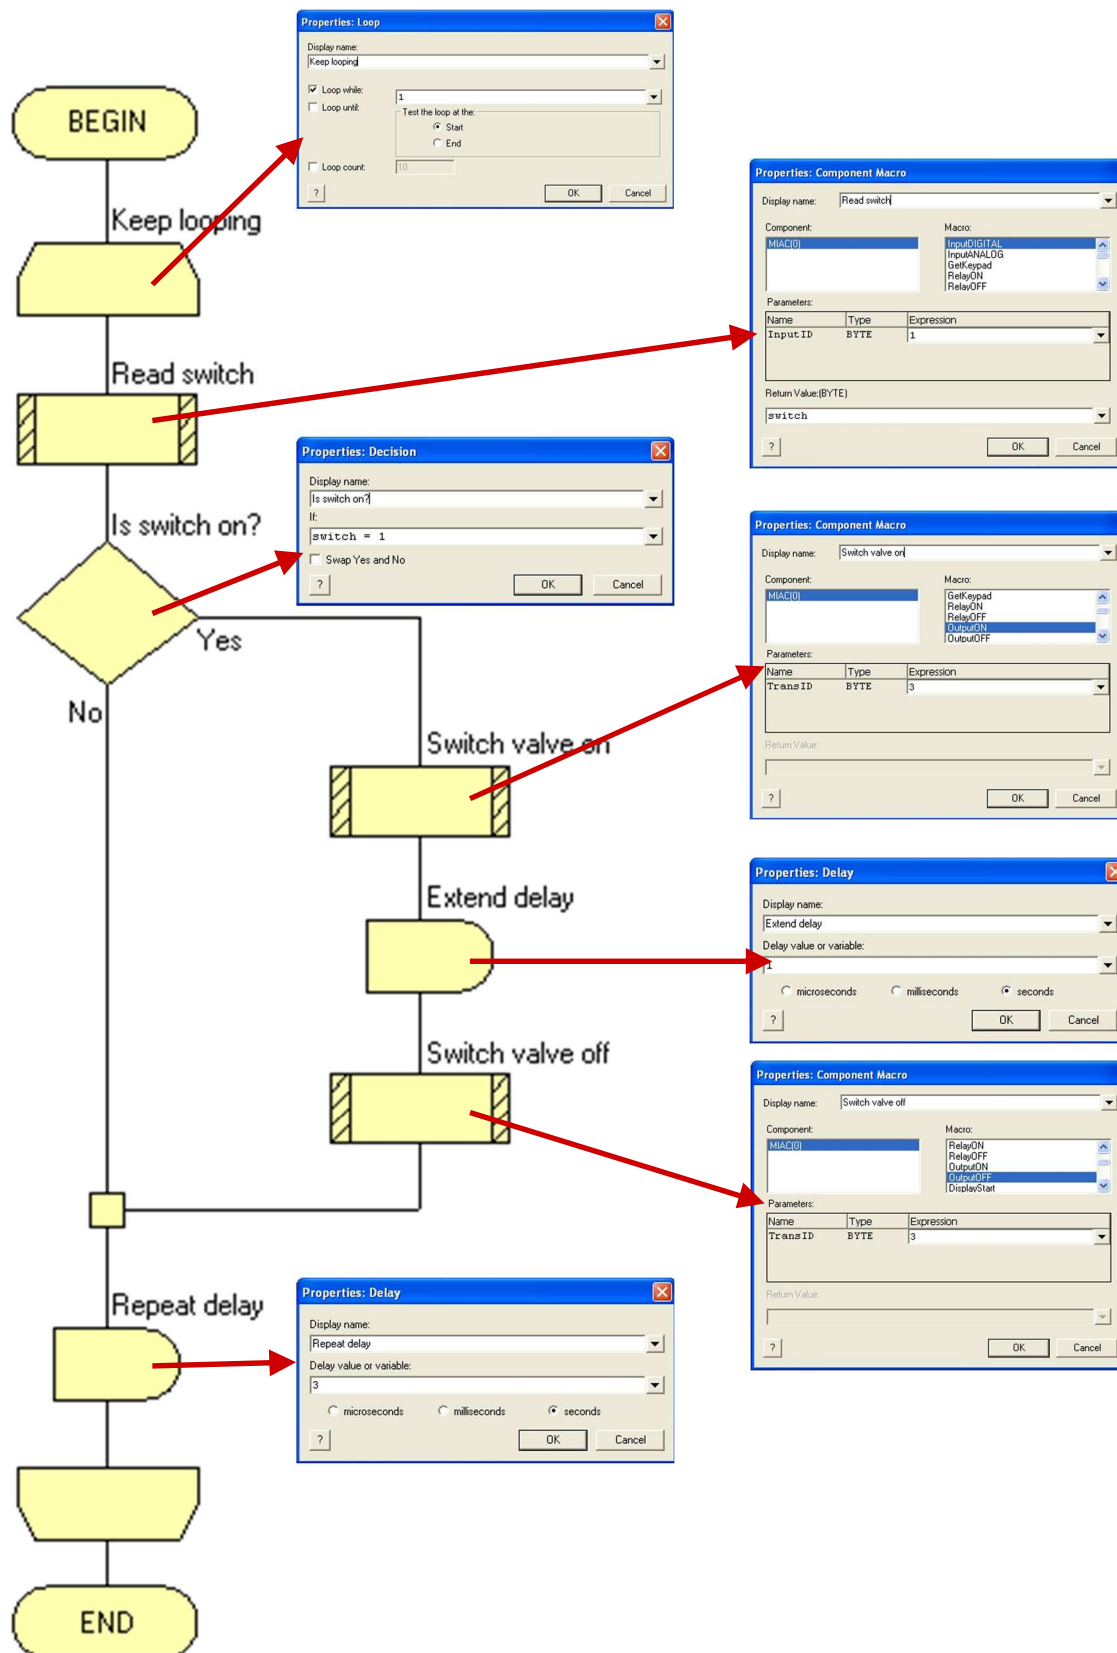 Properties: Loop
Display name:
Keep looping
Loop while:
1
Loop until:
Test the loop at the:
Start
End
Loop count:
10
?
OK
Cancel
BEGIN
Keep looping
Properties: Component Macro
Display name:
Read switch
Component:
Macro:
MIAC(0)
InputDIGITAL
InputANALOG
GetKeypad
RelayON
RelayOFF
Parameters:
Name Type Expression
InputID BYTE 1
Return Value:(BYTE)
switch
?
OK
Cancel
Read switch
Properties: Decision
Display name:
Is switch on?
If:
switch = 1
Swap Yes and No
?
OK
Cancel
Is switch on?
Yes
No
Properties: Component Macro
Display name:
Switch valve on
Component:
Macro:
MIAC(0)
GetKeypad
RelayON
RelayOFF
OutputON
OutputOFF
Parameters:
Name Type Expression
TransID BYTE 3
Return Value:
?
OK
Cancel
Switch valve on
Extend delay
Properties: Delay
Display name:
Extend delay
Delay value or variable:
1
microseconds
milliseconds
seconds
?
OK
Cancel
Switch valve off
Properties: Component Macro
Display name:
Switch valve off
Component:
Macro:
MIAC(0)
RelayON
RelayOFF
OutputON
OutputOFF
DisplayStart
Parameters:
Name Type Expression
TransID BYTE 3
Return Value:
?
OK
Cancel
Repeat delay
Properties: Delay
Display name:
Repeat delay
Delay value or variable:
3
microseconds
milliseconds
seconds
?
OK
Cancel
END